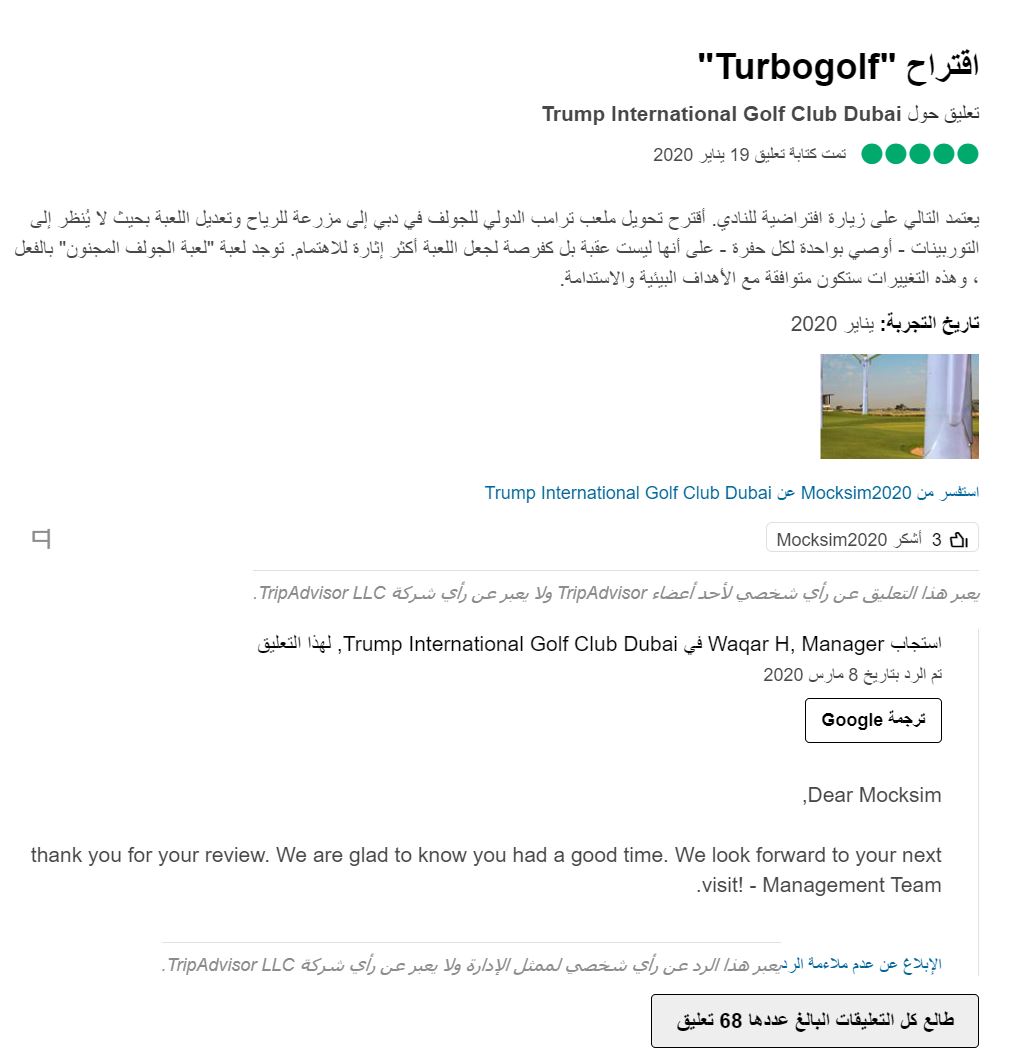 اقتراح "Turbogolf"
تعليق حول Trump International Golf Club Dubai
تمت كتابة تعليق 19 يناير 2020
يعتمد التالي على زيارة افتراضية للنادي. أقترح تحويل ملعب ترامب الدولي للجولف في دبي إلى مزرعة للرياح وتعديل اللعبة بحيث لا يُنظر إلى
التوربينات - أوصي بواحدة لكل حفرة - على أنها ليست عقبة بل كفرصة لجعل اللعبة أكثر إثارة للاهتمام. توجد لعبة "لعبة الجولف المجنون" بالفعل
، وهذه التغييرات ستكون متوافقة مع الأهداف البيئية والاستدامة.
تاريخ التجربة: يناير 2020
استفسر من Mocksim2020 عن Trump International Golf Club Dubai
3 أشكر Mocksim2020
يعبر هذا التعليق عن رأي شخصي لأحد أعضاء TripAdvisor ولا يعبر عن رأي شركة TripAdvisor LLC.
استجاب Waqar H, Manager في Trump International Golf Club Dubai, لهذا التعليق
تم الرد بتاريخ 8 مارس 2020
ترجمة Google
Dear Mocksim,
thank you for your review. We are glad to know you had a good time. We look forward to your next
visit! - Management Team.
الإبلاغ عن عدم ملاءمة الرد يعبر هذا الرد عن رأي شخصي لممثل الإدارة ولا يعبر عن رأي شركة TripAdvisor LLC.
طالع كل التعليقات البالغ عددها 68 تعليق